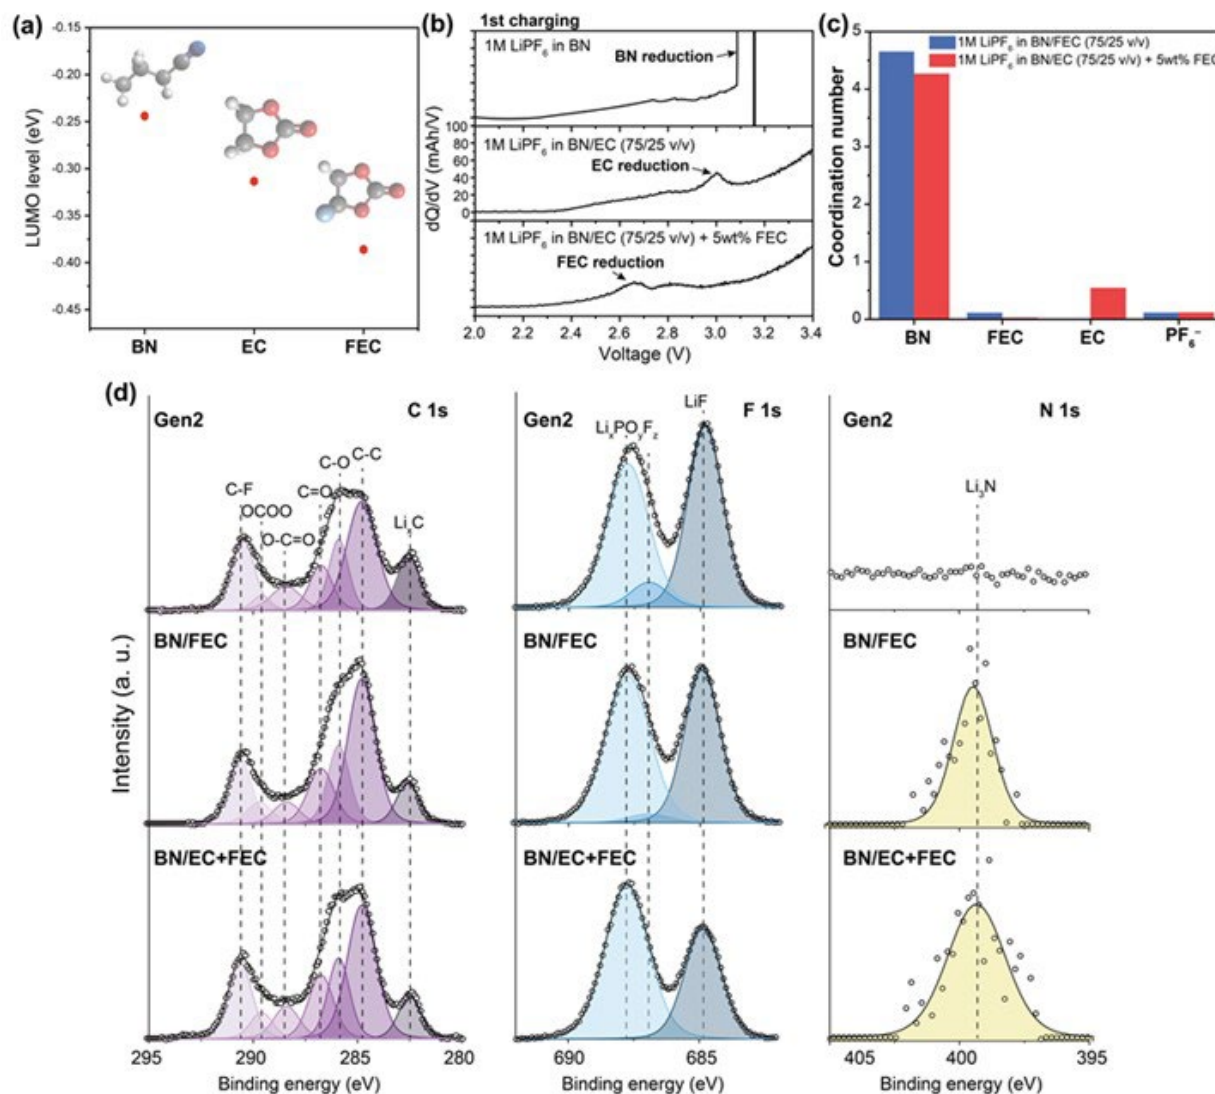 (a)
-0.15
-0.20
-0.25
-0.30
-0.35
-0.40
-0.45
LUMO level (eV)
BN EC FEC
(b) 1st charging
1M LiPF6 in BN
BN reduction
1M LiPF6 in BN/EC (75/25 v/v)
EC reduction
1M LiPF6 in BN/EC (75/25 v/v) + 5wt% FEC
FEC reduction
100
80
60
40
20
0
dQ/dV (mAh/V)
2.0 2.2 2.4 2.6 2.8 3.0 3.2 3.4
Voltage (V)
(c)
1M LiPF6 in BN/FEC (75/25 v/v)
1M LiPF6 in BN/EC (75/25 v/v) + 5wt% FEC
5
4
3
2
1
0
Coordination number
BN FEC EC PF6−
(d)
Gen2 C 1s
C-F
OCOO
O-C=O
C=O
C-O
C-C
LixC
BN/FEC
BN/EC+FEC
295 290 285 280
Binding energy (eV)
Intensity (a. u.)
Gen2 F 1s
LixPOyFz
LiF
BN/FEC
BN/EC+FEC
690 685
Binding energy (eV)
Gen2 N 1s
Li3N
BN/FEC
BN/EC+FEC
405 400 395
Binding energy (eV)